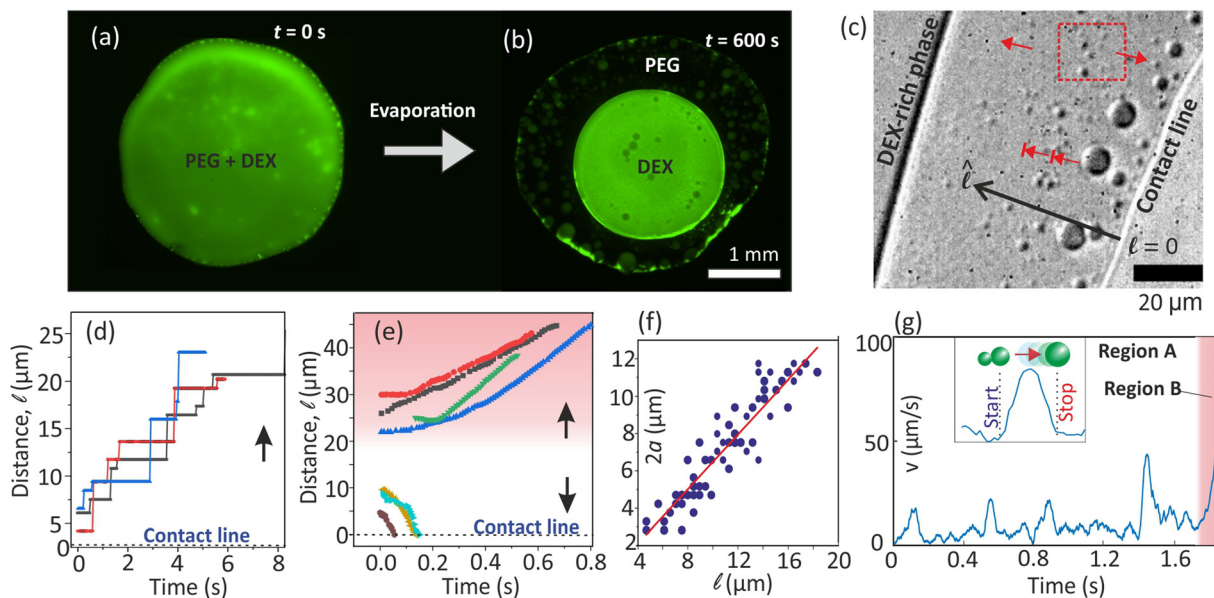 (a)
t = 0 s
PEG + DEX
Evaporation
(b)
t = 600 s
PEG
DEX
1 mm
(c)
DEX-rich phase
Contact line
ℓ̂
ℓ = 0
20 µm
(d)
Distance, ℓ (µm)
25
20
15
10
5
0
Contact line
0 2 4 6 8
Time (s)
(e)
Distance, ℓ (µm)
50
40
30
20
10
0
Contact line
0.0 0.2 0.4 0.6 0.8
Time (s)
(f)
2a (µm)
12
10
8
6
4
2
4 8 12 16 20
ℓ (µm)
(g)
v (µm/s)
100
50
0
Start
Stop
Region A
Region B
0 0.4 0.8 1.2 1.6
Time (s)